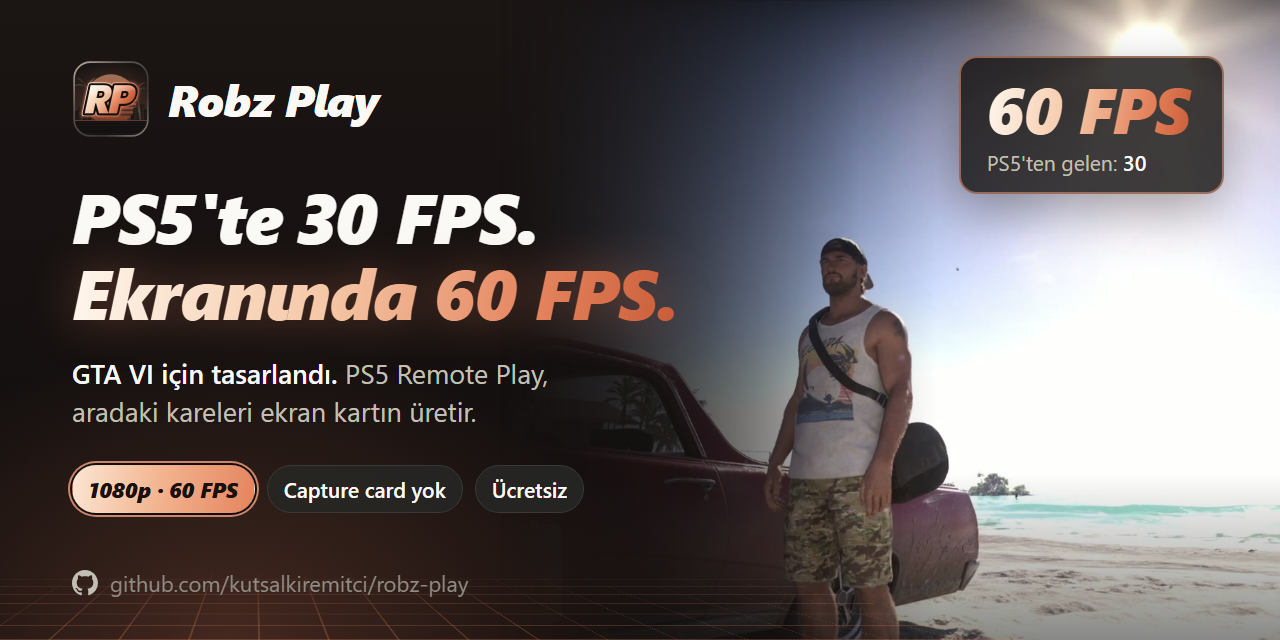 RP
Robz Play
60 FPS
PS5'ten gelen: 30
PS5'te 30 FPS.
Ekranında 60 FPS.
GTA VI için tasarlandı. PS5 Remote Play,
aradaki kareleri ekran kartın üretir.
1080p · 60 FPS
Capture card yok
Ücretsiz
github.com/kutsalkiremitci/robz-play